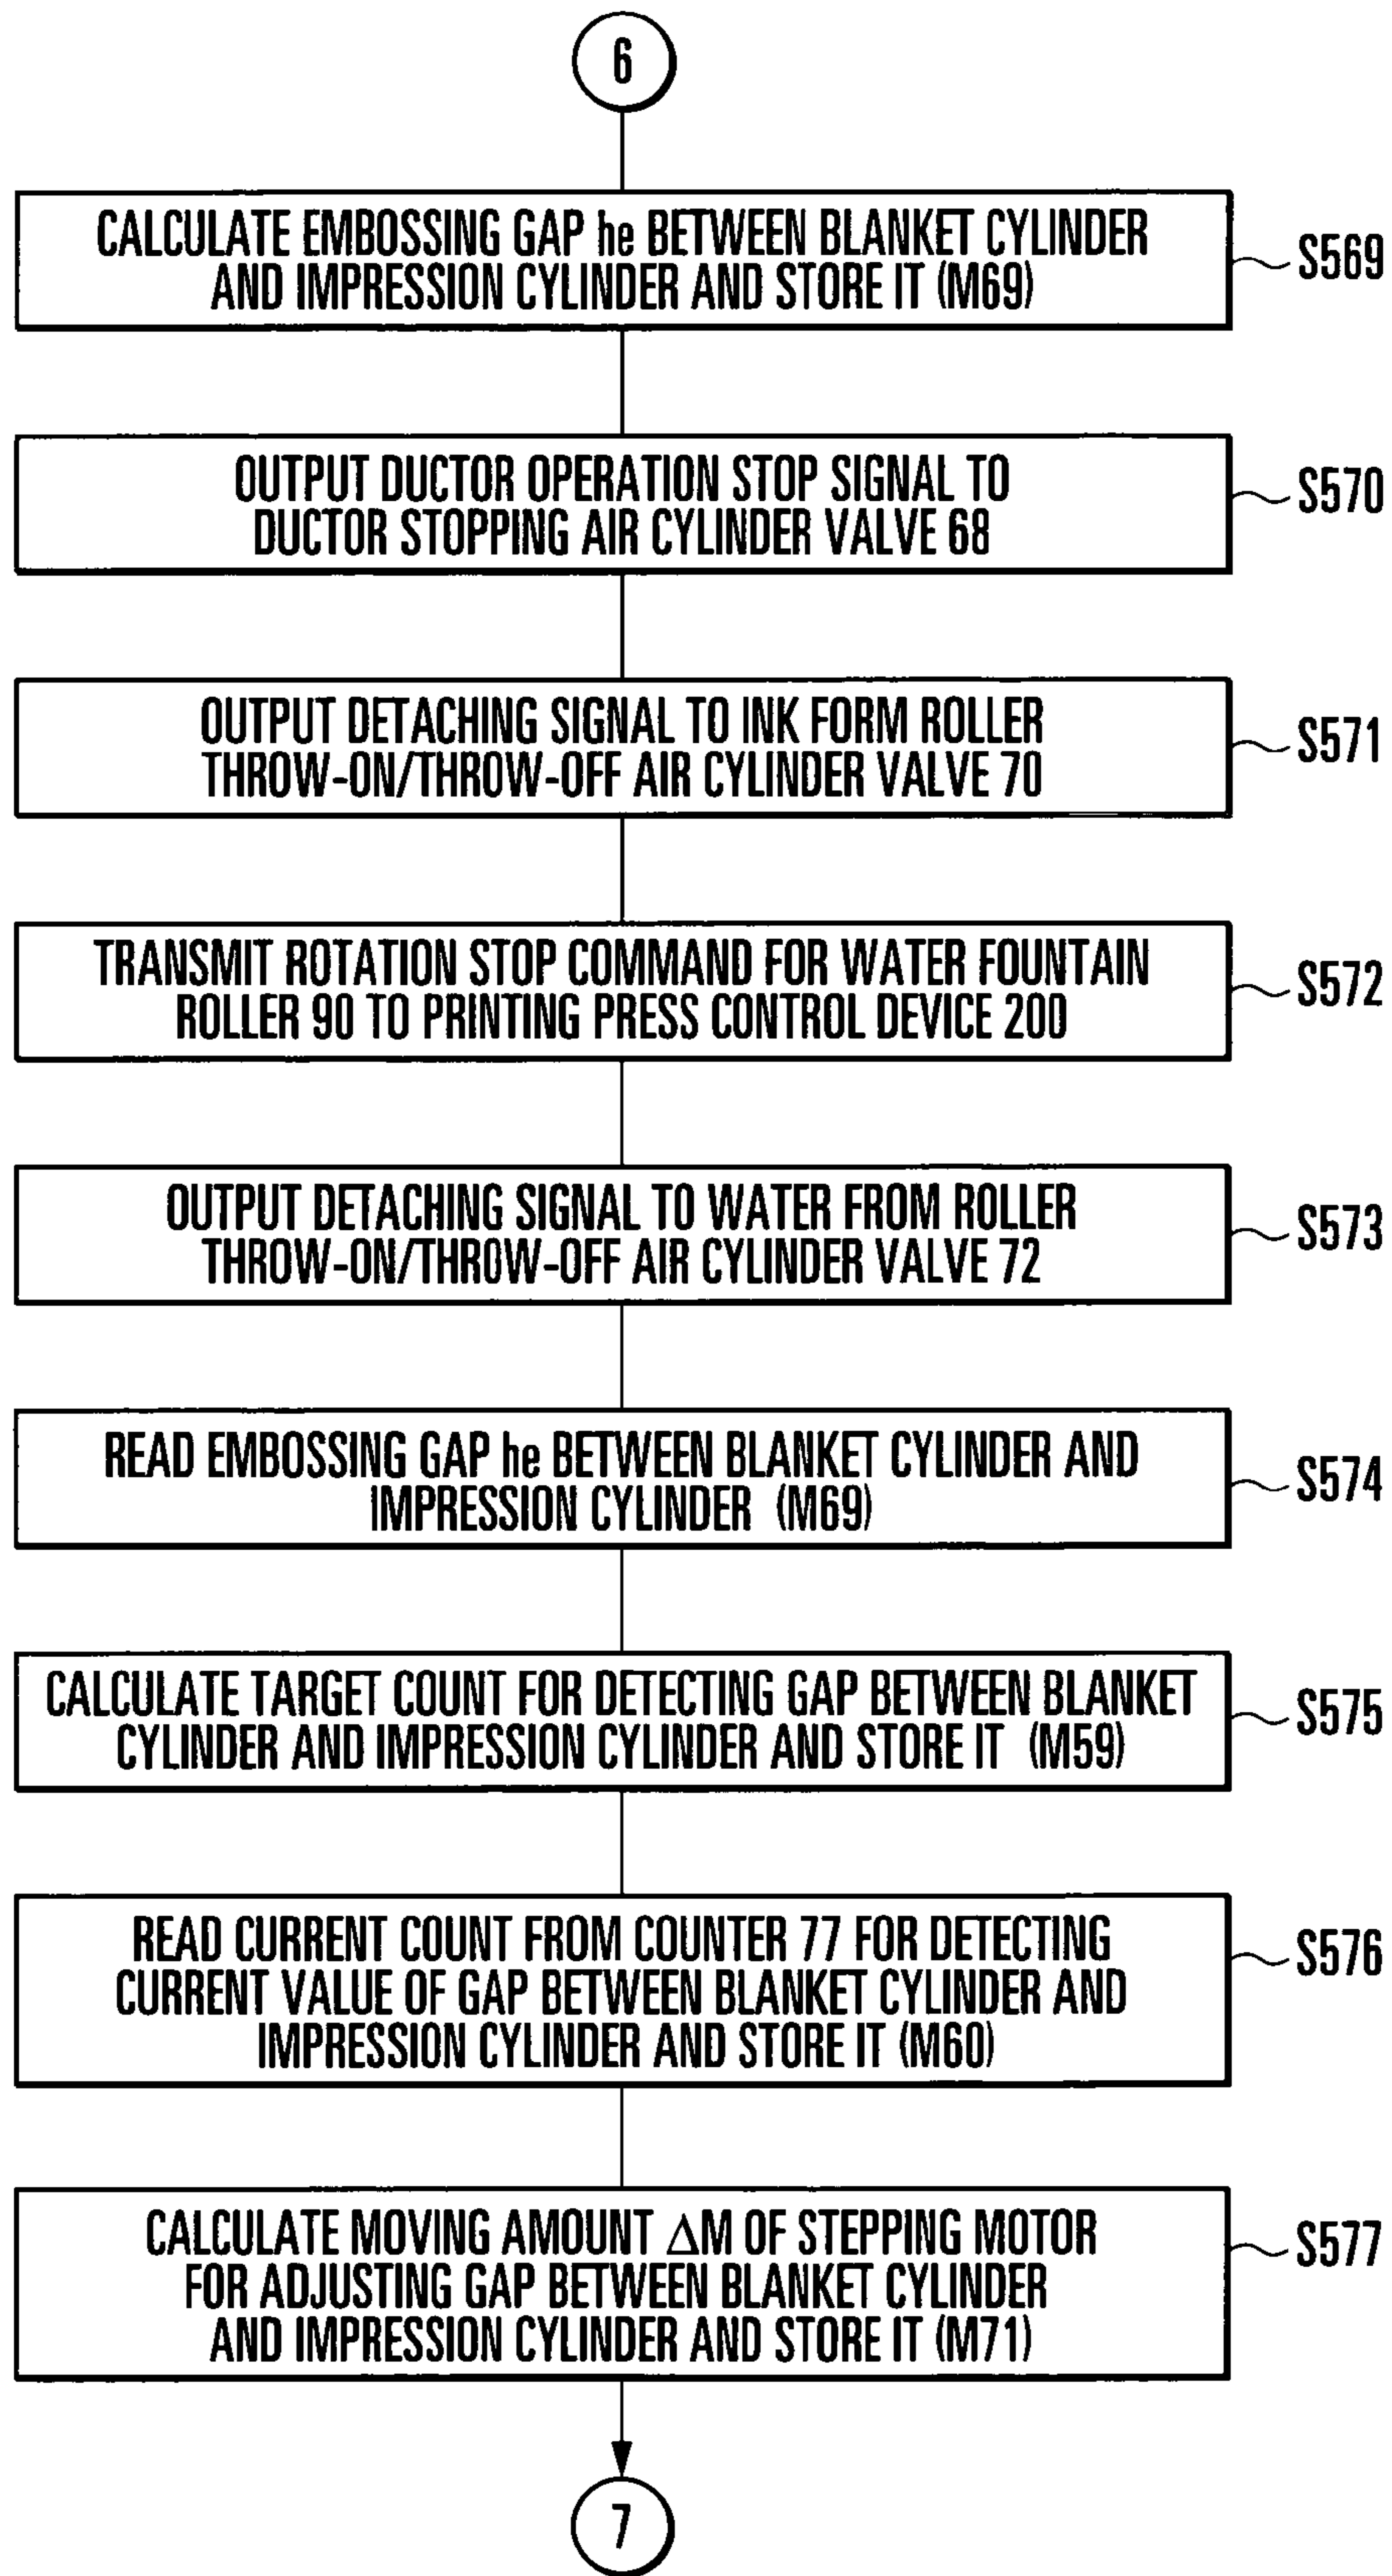 6
CALCULATE EMBOSSING GAP he BETWEEN BLANKET CYLINDER
AND IMPRESSION CYLINDER AND STORE IT (M69)
S569
OUTPUT DUCTOR OPERATION STOP SIGNAL TO
DUCTOR STOPPING AIR CYLINDER VALVE 68
S570
OUTPUT DETACHING SIGNAL TO INK FORM ROLLER
THROW-ON/THROW-OFF AIR CYLINDER VALVE 70
S571
TRANSMIT ROTATION STOP COMMAND FOR WATER FOUNTAIN
ROLLER 90 TO PRINTING PRESS CONTROL DEVICE 200
S572
OUTPUT DETACHING SIGNAL TO WATER FROM ROLLER
THROW-ON/THROW-OFF AIR CYLINDER VALVE 72
S573
READ EMBOSSING GAP he BETWEEN BLANKET CYLINDER AND
IMPRESSION CYLINDER (M69)
S574
CALCULATE TARGET COUNT FOR DETECTING GAP BETWEEN BLANKET
CYLINDER AND IMPRESSION CYLINDER AND STORE IT (M59)
S575
READ CURRENT COUNT FROM COUNTER 77 FOR DETECTING
CURRENT VALUE OF GAP BETWEEN BLANKET CYLINDER AND
IMPRESSION CYLINDER AND STORE IT (M60)
S576
CALCULATE MOVING AMOUNT ΔM OF STEPPING MOTOR
FOR ADJUSTING GAP BETWEEN BLANKET CYLINDER
AND IMPRESSION CYLINDER AND STORE IT (M71)
S577
7